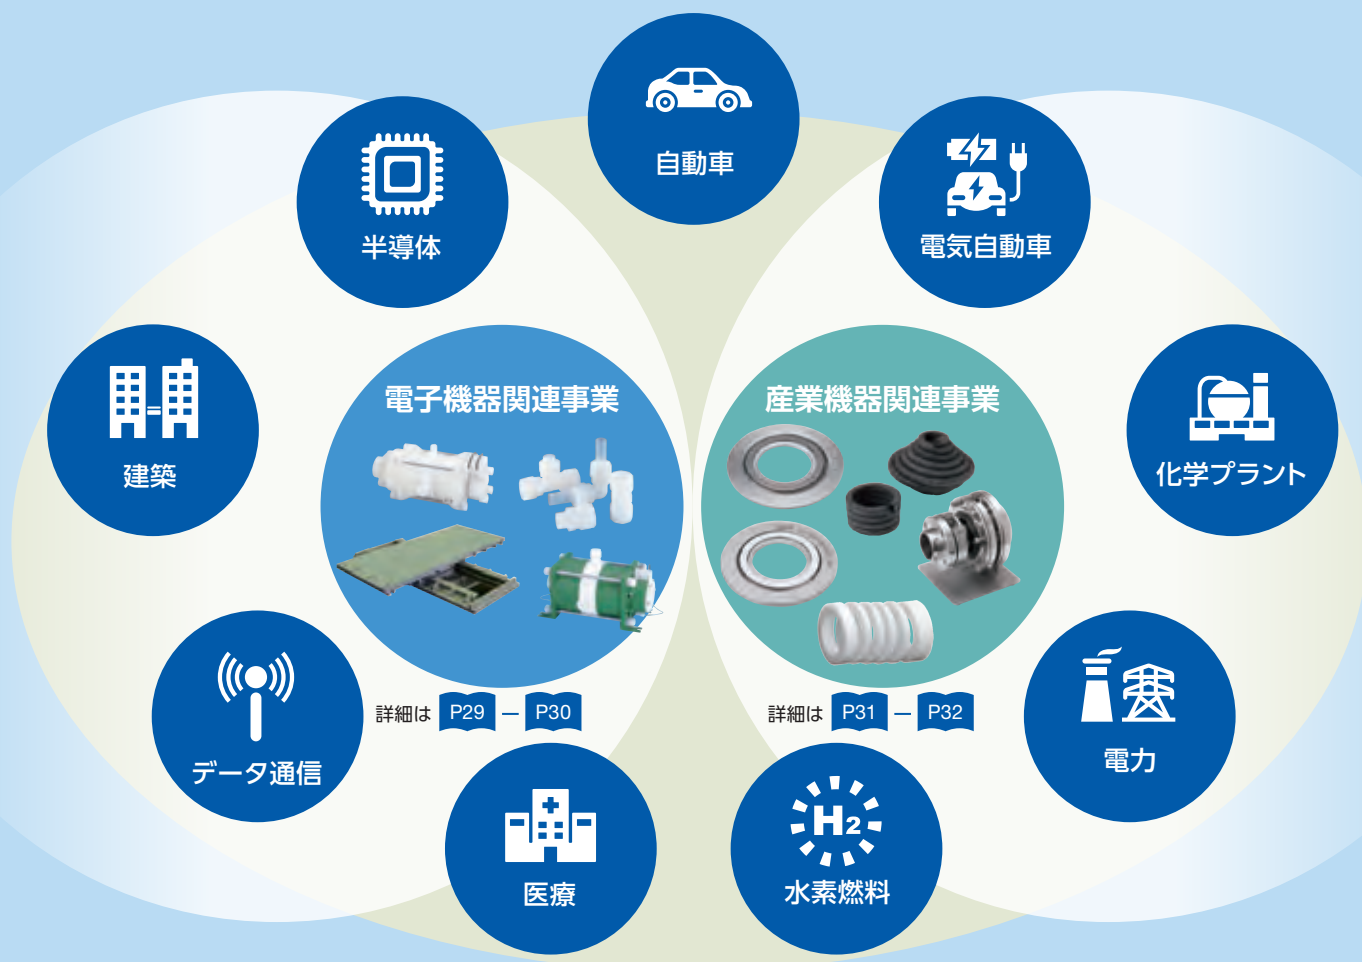 自動車
半導体
電気自動車
建築
電子機器関連事業
産業機器関連事業
化学プラント
データ通信
詳細は P29 — P30
詳細は P31 — P32
電力
医療
H2
水素燃料